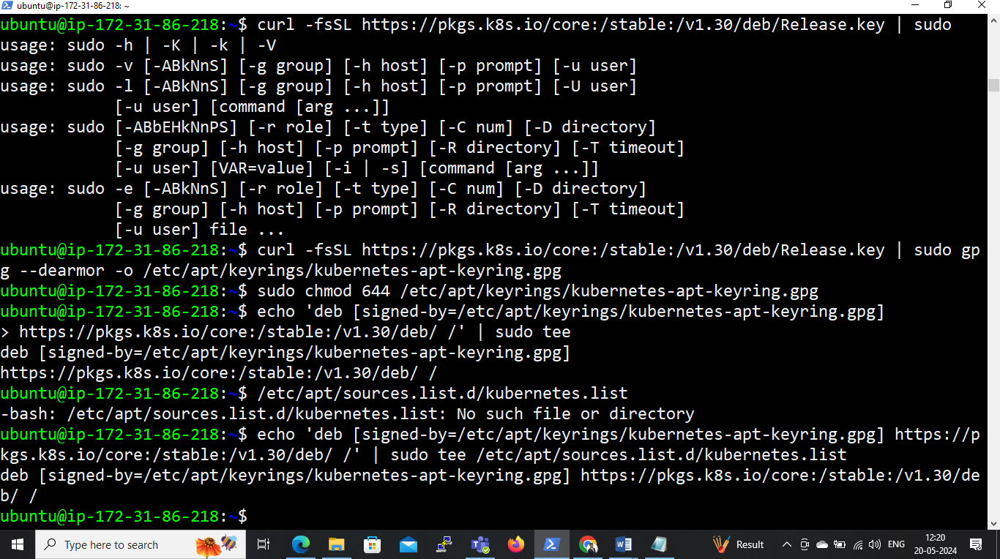 ubuntu@ip-172-31-86-218: ~
ubuntu@ip-172-31-86-218:~$ curl -fsSL https://pkgs.k8s.io/core:/stable:/v1.30/deb/Release.key | sudo
usage: sudo -h | -K | -k | -V
usage: sudo -v [-ABkNnS] [-g group] [-h host] [-p prompt] [-u user]
usage: sudo -l [-ABkNnS] [-g group] [-h host] [-p prompt] [-U user]
            [-u user] [command [arg ...]]
usage: sudo [-ABbEHkNnPS] [-r role] [-t type] [-C num] [-D directory]
            [-g group] [-h host] [-p prompt] [-R directory] [-T timeout]
            [-u user] [VAR=value] [-i | -s] [command [arg ...]]
usage: sudo -e [-ABkNnS] [-r role] [-t type] [-C num] [-D directory]
            [-g group] [-h host] [-p prompt] [-R directory] [-T timeout]
            [-u user] file ...
ubuntu@ip-172-31-86-218:~$ curl -fsSL https://pkgs.k8s.io/core:/stable:/v1.30/deb/Release.key | sudo gp
g --dearmor -o /etc/apt/keyrings/kubernetes-apt-keyring.gpg
ubuntu@ip-172-31-86-218:~$ sudo chmod 644 /etc/apt/keyrings/kubernetes-apt-keyring.gpg
ubuntu@ip-172-31-86-218:~$ echo 'deb [signed-by=/etc/apt/keyrings/kubernetes-apt-keyring.gpg]
> https://pkgs.k8s.io/core:/stable:/v1.30/deb/ /' | sudo tee
deb [signed-by=/etc/apt/keyrings/kubernetes-apt-keyring.gpg]
https://pkgs.k8s.io/core:/stable:/v1.30/deb/ /
ubuntu@ip-172-31-86-218:~$ /etc/apt/sources.list.d/kubernetes.list
-bash: /etc/apt/sources.list.d/kubernetes.list: No such file or directory
ubuntu@ip-172-31-86-218:~$ echo 'deb [signed-by=/etc/apt/keyrings/kubernetes-apt-keyring.gpg] https://p
kgs.k8s.io/core:/stable:/v1.30/deb/ /' | sudo tee /etc/apt/sources.list.d/kubernetes.list
deb [signed-by=/etc/apt/keyrings/kubernetes-apt-keyring.gpg] https://pkgs.k8s.io/core:/stable:/v1.30/de
b/ /
ubuntu@ip-172-31-86-218:~$
Type here to search
Result
ENG
12:20
20-05-2024